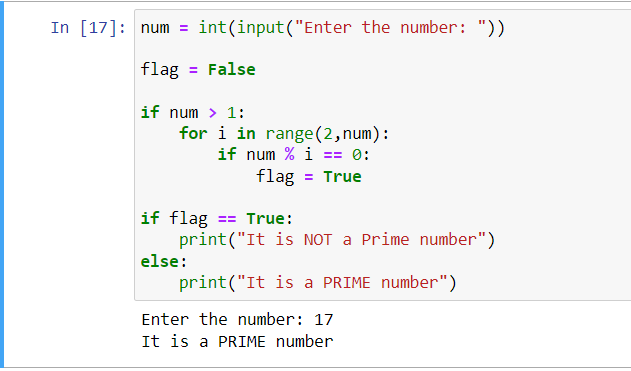 In [17]: num = int(input("Enter the number: "))
flag = False
if num > 1:
    for i in range(2,num):
        if num % i == 0:
            flag = True
if flag == True:
    print("It is NOT a Prime number")
else:
    print("It is a PRIME number")
Enter the number: 17
It is a PRIME number